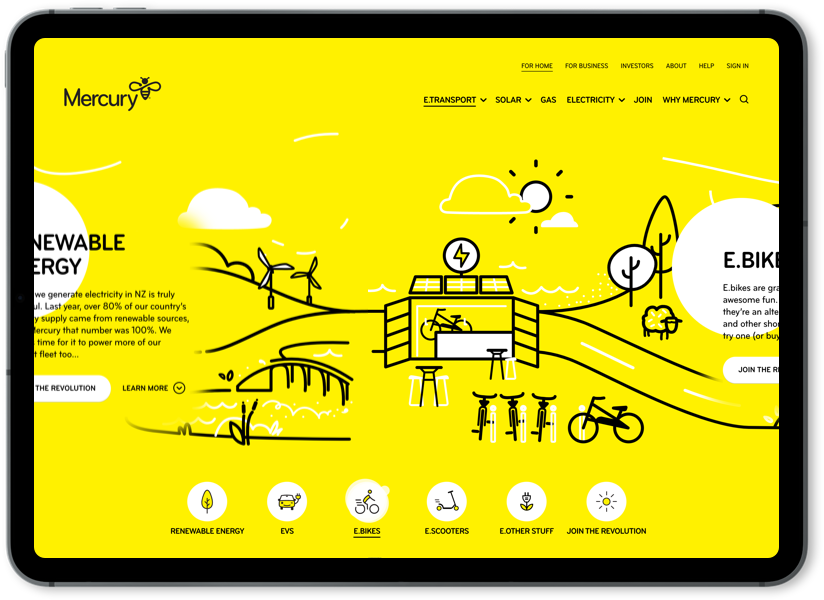 FOR HOME FOR BUSINESS INVESTORS ABOUT HELP SIGN IN
Mercury
E.TRANSPORT SOLAR GAS ELECTRICITY JOIN WHY MERCURY
NEWABLE
ERGY
we generate electricity in NZ is truly
ul. Last year, over 80% of our country's
y supply came from renewable sources,
Mercury that number was 100%. We
time for it to power more of our
t fleet too...
THE REVOLUTION LEARN MORE
E.BIKE
E.bikes are gra
awesome fun.
they're an alte
and other shor
try one (or buy
JOIN THE RE
RENEWABLE ENERGY EVS E.BIKES E.SCOOTERS E.OTHER STUFF JOIN THE REVOLUTION